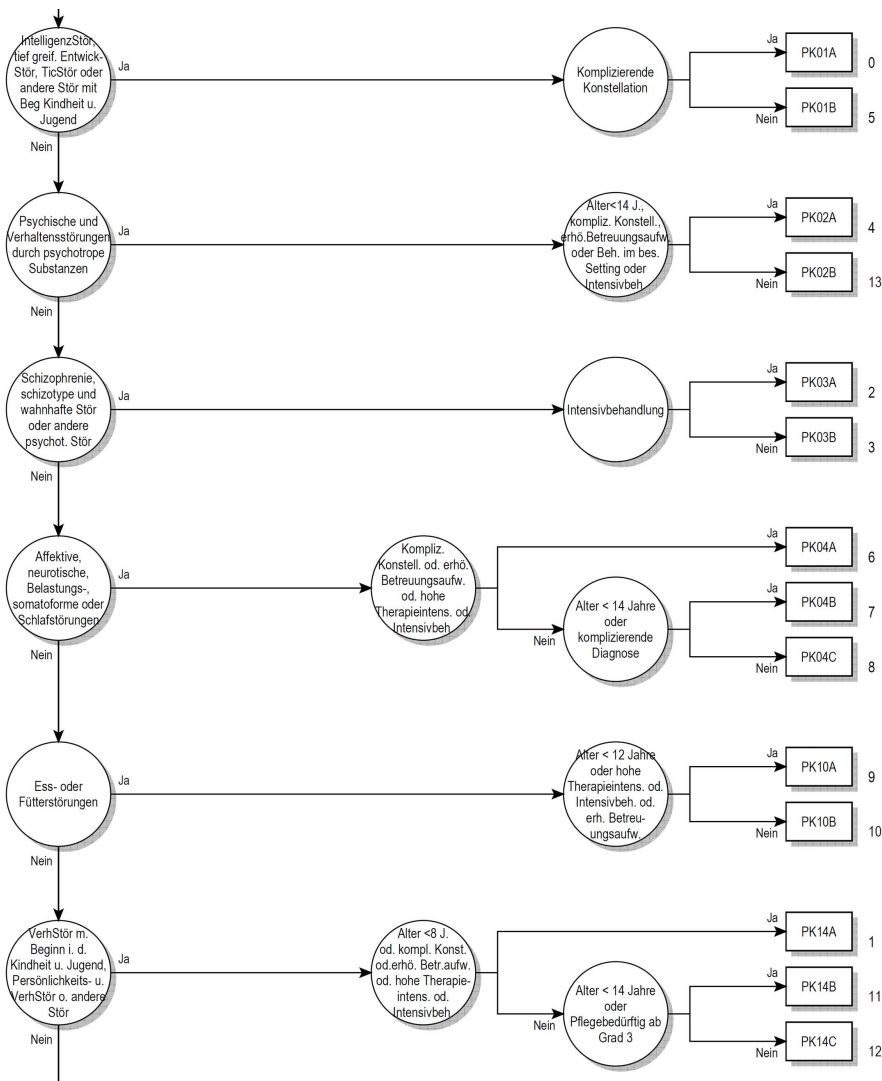 IntelligenzStör,
tief greif. Entwick-
Stör, TicStör oder
andere Stör mit
Beg Kindheit u.
Jugend
Ja
Nein
Komplizierende
Konstellation
Ja
PK01A
0
Nein
PK01B
5
Psychische und
Verhaltensstörungen
durch psychotrope
Substanzen
Ja
Nein
Alter<14 J.,
kompliz. Konstell.,
erhö.Betreuungsaufw.
oder Beh. im bes.
Setting oder
Intensivbeh.
Ja
PK02A
4
Nein
PK02B
13
Schizophrenie,
schizotype und
wahnhafte Stör
oder andere
psychot. Stör
Ja
Nein
Intensivbehandlung
Ja
PK03A
2
Nein
PK03B
3
Affektive,
neurotische,
Belastungs-,
somatoforme oder
Schlafstörungen
Ja
Nein
Kompliz.
Konstell. od. erhö.
Betreuungsaufw.
od. hohe
Therapieintens. od.
Intensivbeh.
Ja
PK04A
6
Nein
Alter < 14 Jahre
oder
komplizierende
Diagnose
Ja
PK04B
7
Nein
PK04C
8
Ess- oder
Fütterstörungen
Ja
Nein
Alter < 12 Jahre
oder hohe
Therapieintens. od.
Intensivbeh. od.
erh. Betreu-
ungsaufw.
Ja
PK10A
9
Nein
PK10B
10
VerhStör m.
Beginn i. d.
Kindheit u. Jugend,
Persönlichkeits- u.
VerhStör o. andere
Stör
Ja
Nein
Alter <8 J.
od. kompl. Konst.
od.erhö. Betr.aufw.
od. hohe Therapie-
intens. od.
Intensivbeh.
Ja
PK14A
1
Nein
Alter < 14 Jahre
oder
Pflegebedürftig ab
Grad 3
Ja
PK14B
11
Nein
PK14C
12